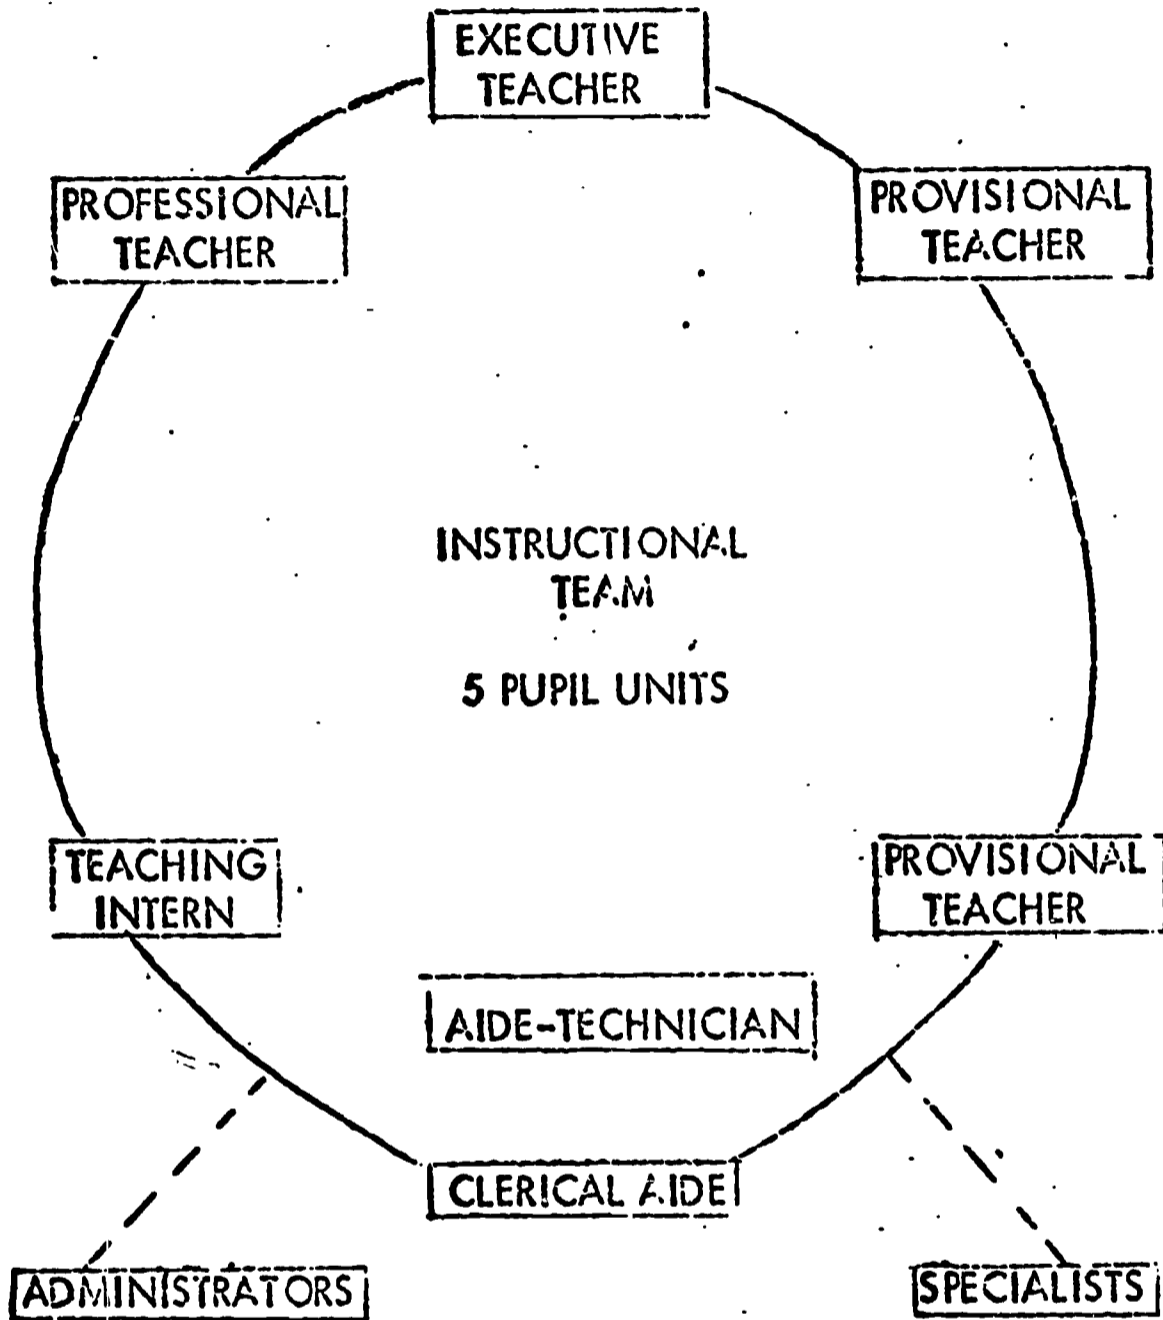 EXECUTIVE
TEACHER
PROFESSIONAL
TEACHER
PROVISIONAL
TEACHER
INSTRUCTIONAL
TEAM
5 PUPIL UNITS
TEACHING
INTERN
PROVISIONAL
TEACHER
AIDE-TECHNICIAN
CLERICAL AIDE
ADMINISTRATORS
SPECIALISTS